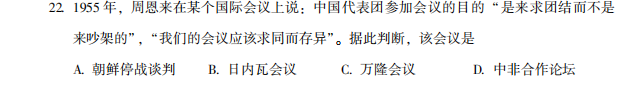 22. 1955 年，周恩来在某个国际会议上说：中国代表团参加会议的目的“是来求团结而不是
来吵架的”，“我们的会议应该求同而存异”。据此判断，该会议是
A. 朝鲜停战谈判 B. 日内瓦会议 C. 万隆会议 D. 中非合作论坛